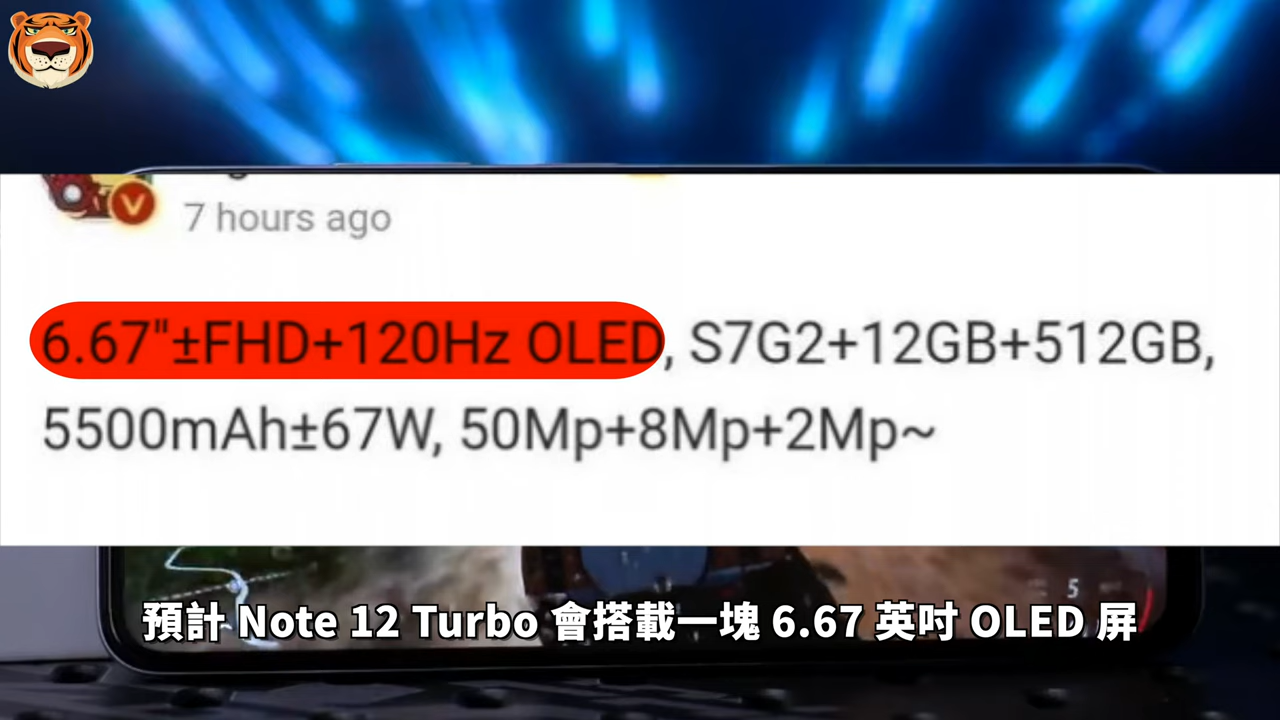 7 hours ago
6.67"±FHD+120Hz OLED, S7G2+12GB+512GB,
5500mAh±67W, 50Mp+8Mp+2Mp~
5
預計 Note 12 Turbo 會搭載一塊 6.67 英吋 OLED 屏